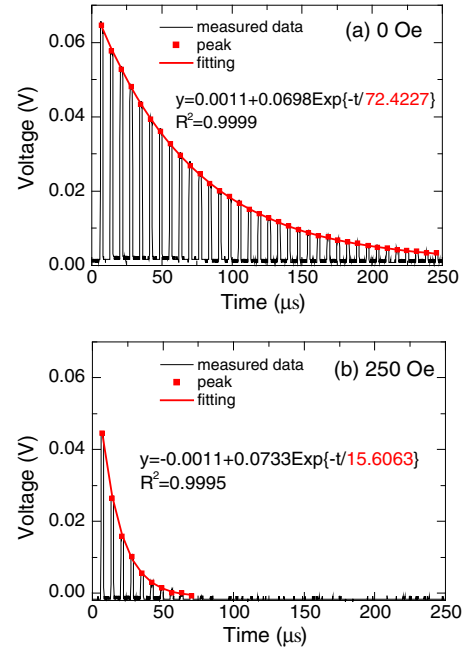 measured data
peak
fitting
(a) 0 Oe
y=0.0011+0.0698Exp{-t/72.4227}
R²=0.9999
Voltage (V)
0.06
0.04
0.02
0.00
0 50 100 150 200 250
Time (μs)
measured data
peak
fitting
(b) 250 Oe
y=-0.0011+0.0733Exp{-t/15.6063}
R²=0.9995
Voltage (V)
0.06
0.04
0.02
0.00
0 50 100 150 200 250
Time (μs)